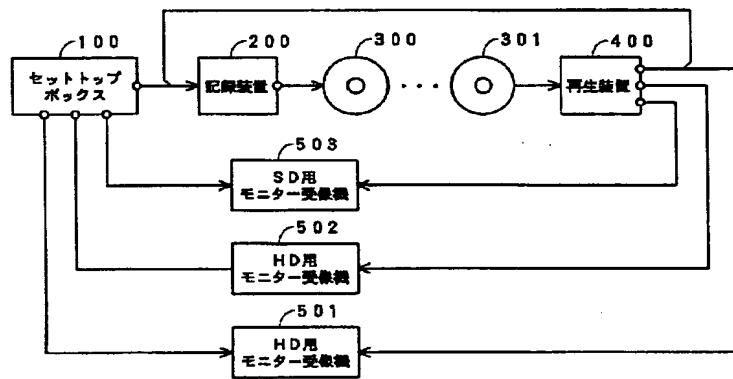 100
200
300
301
400
セットトップ
ボックス
記録装置
再生装置
503
SD用
モニター受像機
502
HD用
モニター受像機
501
HD用
モニター受像機